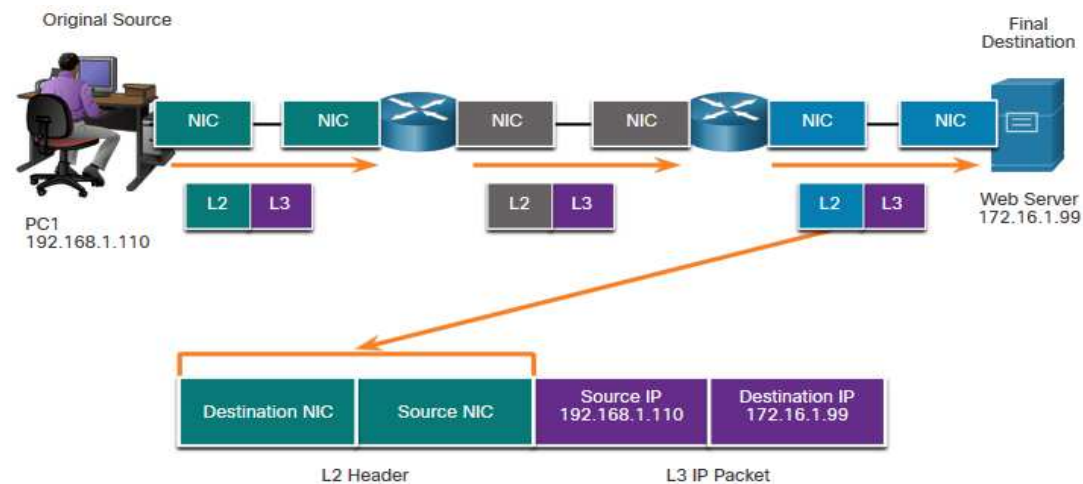 Original Source
Final
Destination
NIC
NIC
NIC
NIC
NIC
NIC
L2
L3
L2
L3
L2
L3
PC1
192.168.1.110
Web Server
172.16.1.99
Destination NIC
Source NIC
Source IP
192.168.1.110
Destination IP
172.16.1.99
L2 Header
L3 IP Packet